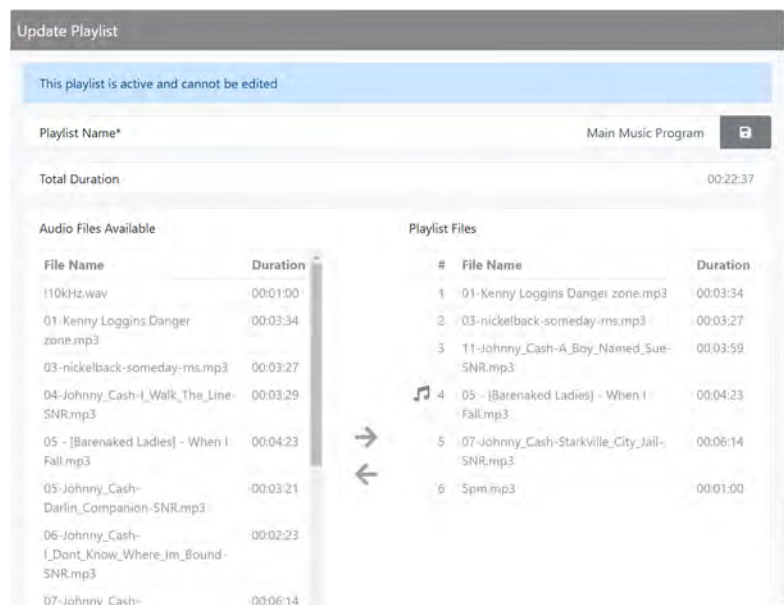 Update Playlist
This playlist is active and cannot be edited
Playlist Name*
Main Music Program
Total Duration
00:22:37
Audio Files Available
File Name Duration
!10kHz.wav 00:01:00
01-Kenny Loggins Danger 00:03:34
zone.mp3
03-nickelback-someday-rns.mp3 00:03:27
04-Johnny_Cash-I_Walk_The_Line- 00:03:29
SNR.mp3
05 - [Barenaked Ladies] - When I 00:04:23
Fall.mp3
05-Johnny_Cash- 00:03:21
Darlin_Companion-SNR.mp3
06-Johnny_Cash- 00:02:23
I_Dont_Know_Where_Im_Bound-
SNR.mp3
07-Johnny_Cash- 00:06:14
Playlist Files
# File Name Duration
1 01-Kenny Loggins Danger zone.mp3 00:03:34
2 03-nickelback-someday-rns.mp3 00:03:27
3 11-Johnny_Cash-A_Boy_Named_Sue- 00:03:59
SNR.mp3
4 05 - [Barenaked Ladies] - When I 00:04:23
Fall.mp3
5 07-Johnny_Cash-Starkville_City_Jail- 00:06:14
SNR.mp3
6 5pm.mp3 00:01:00